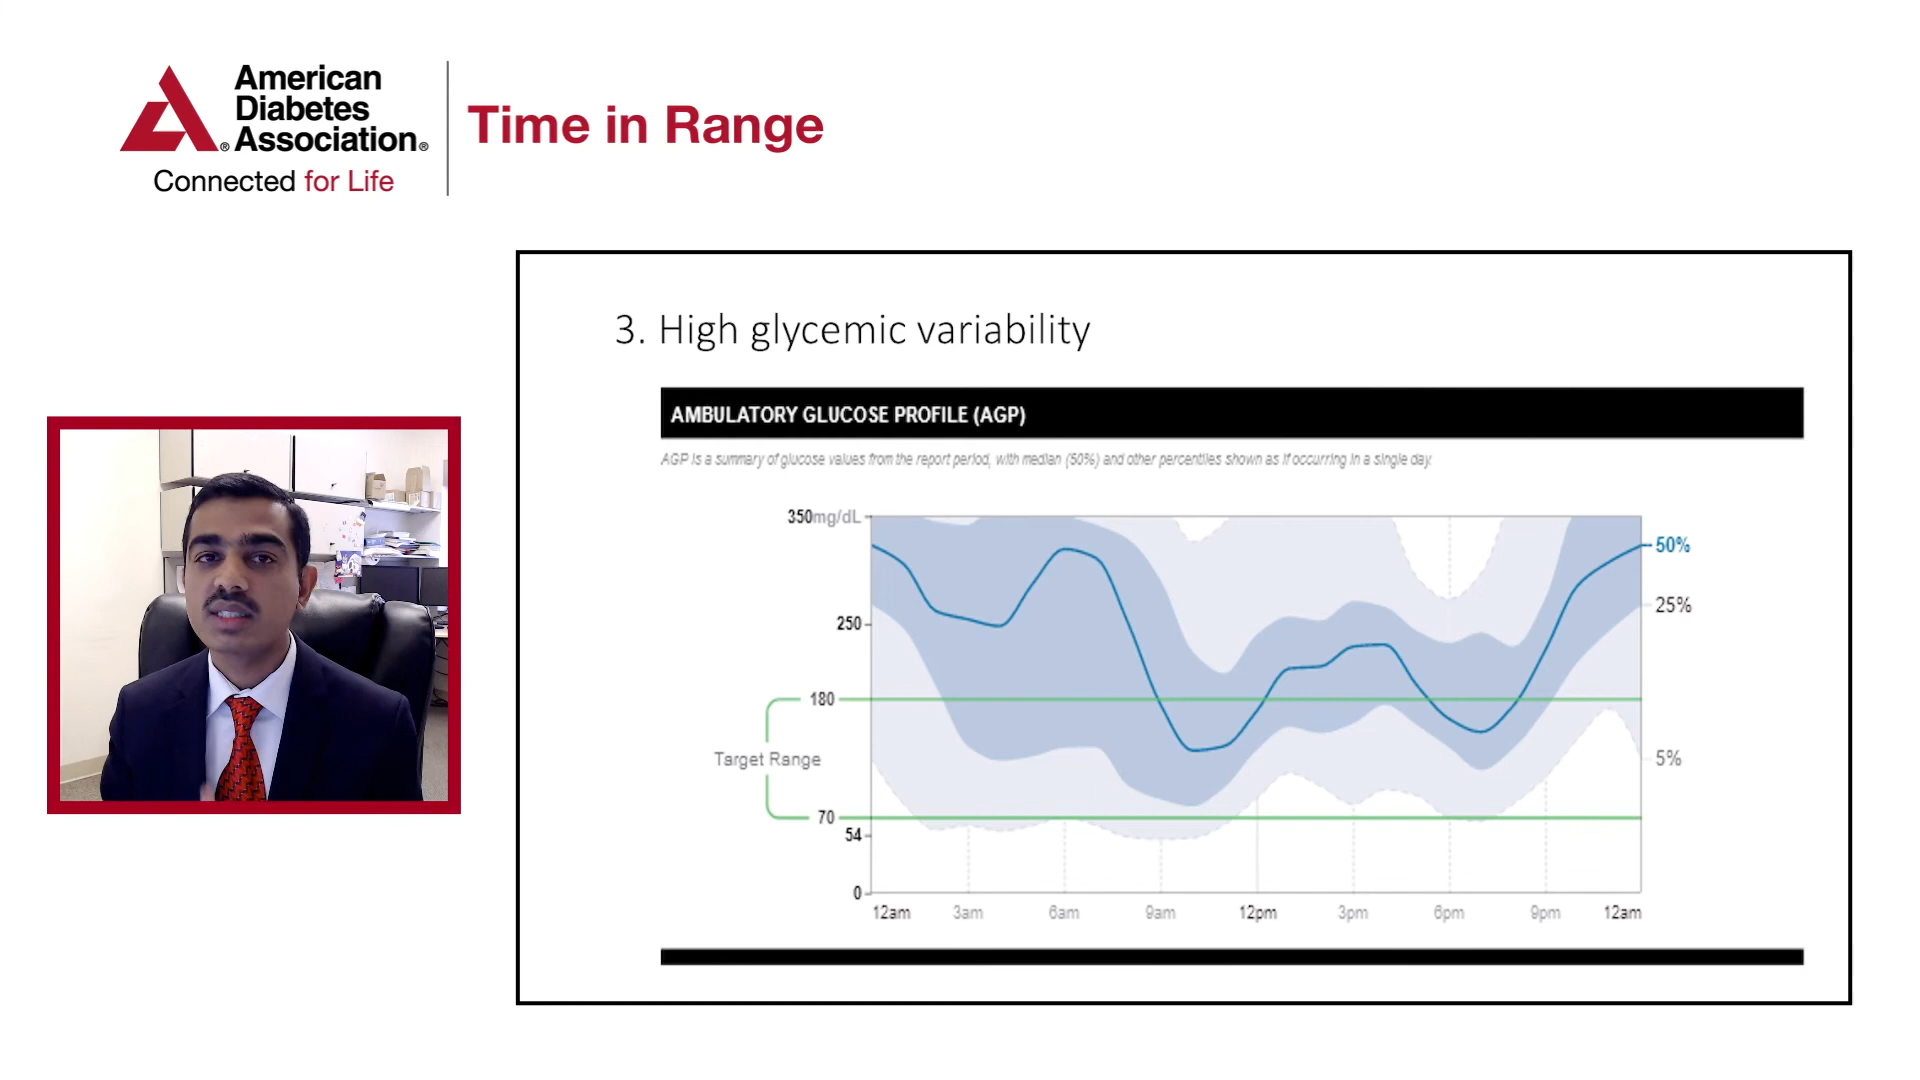 American
Diabetes
Association®
®
Connected for Life
Time in Range
3. High glycemic variability
AMBULATORY GLUCOSE PROFILE (AGP)
AGP is a summary of glucose values from the report period, with median (50%) and other percentiles shown as if occurring in a single day.
350mg/dL
50%
25%
250
180
Target Range
5%
70
54
0
12am 3am 6am 9am 12pm 3pm 6pm 9pm 12am